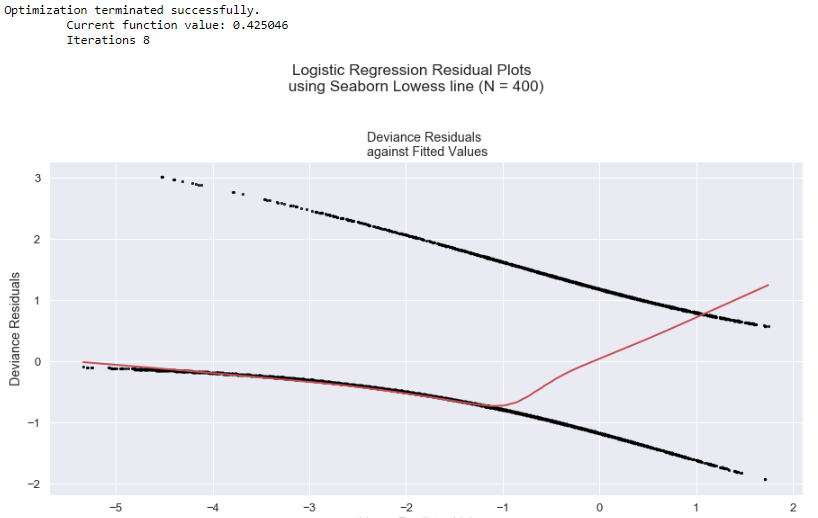 Optimization terminated successfully.
Current function value: 0.425046
Iterations 8
Logistic Regression Residual Plots
using Seaborn Lowess line (N = 400)
Deviance Residuals
against Fitted Values
3
2
1
0
−1
−2
Deviance Residuals
−5
−4
−3
−2
−1
0
1
2